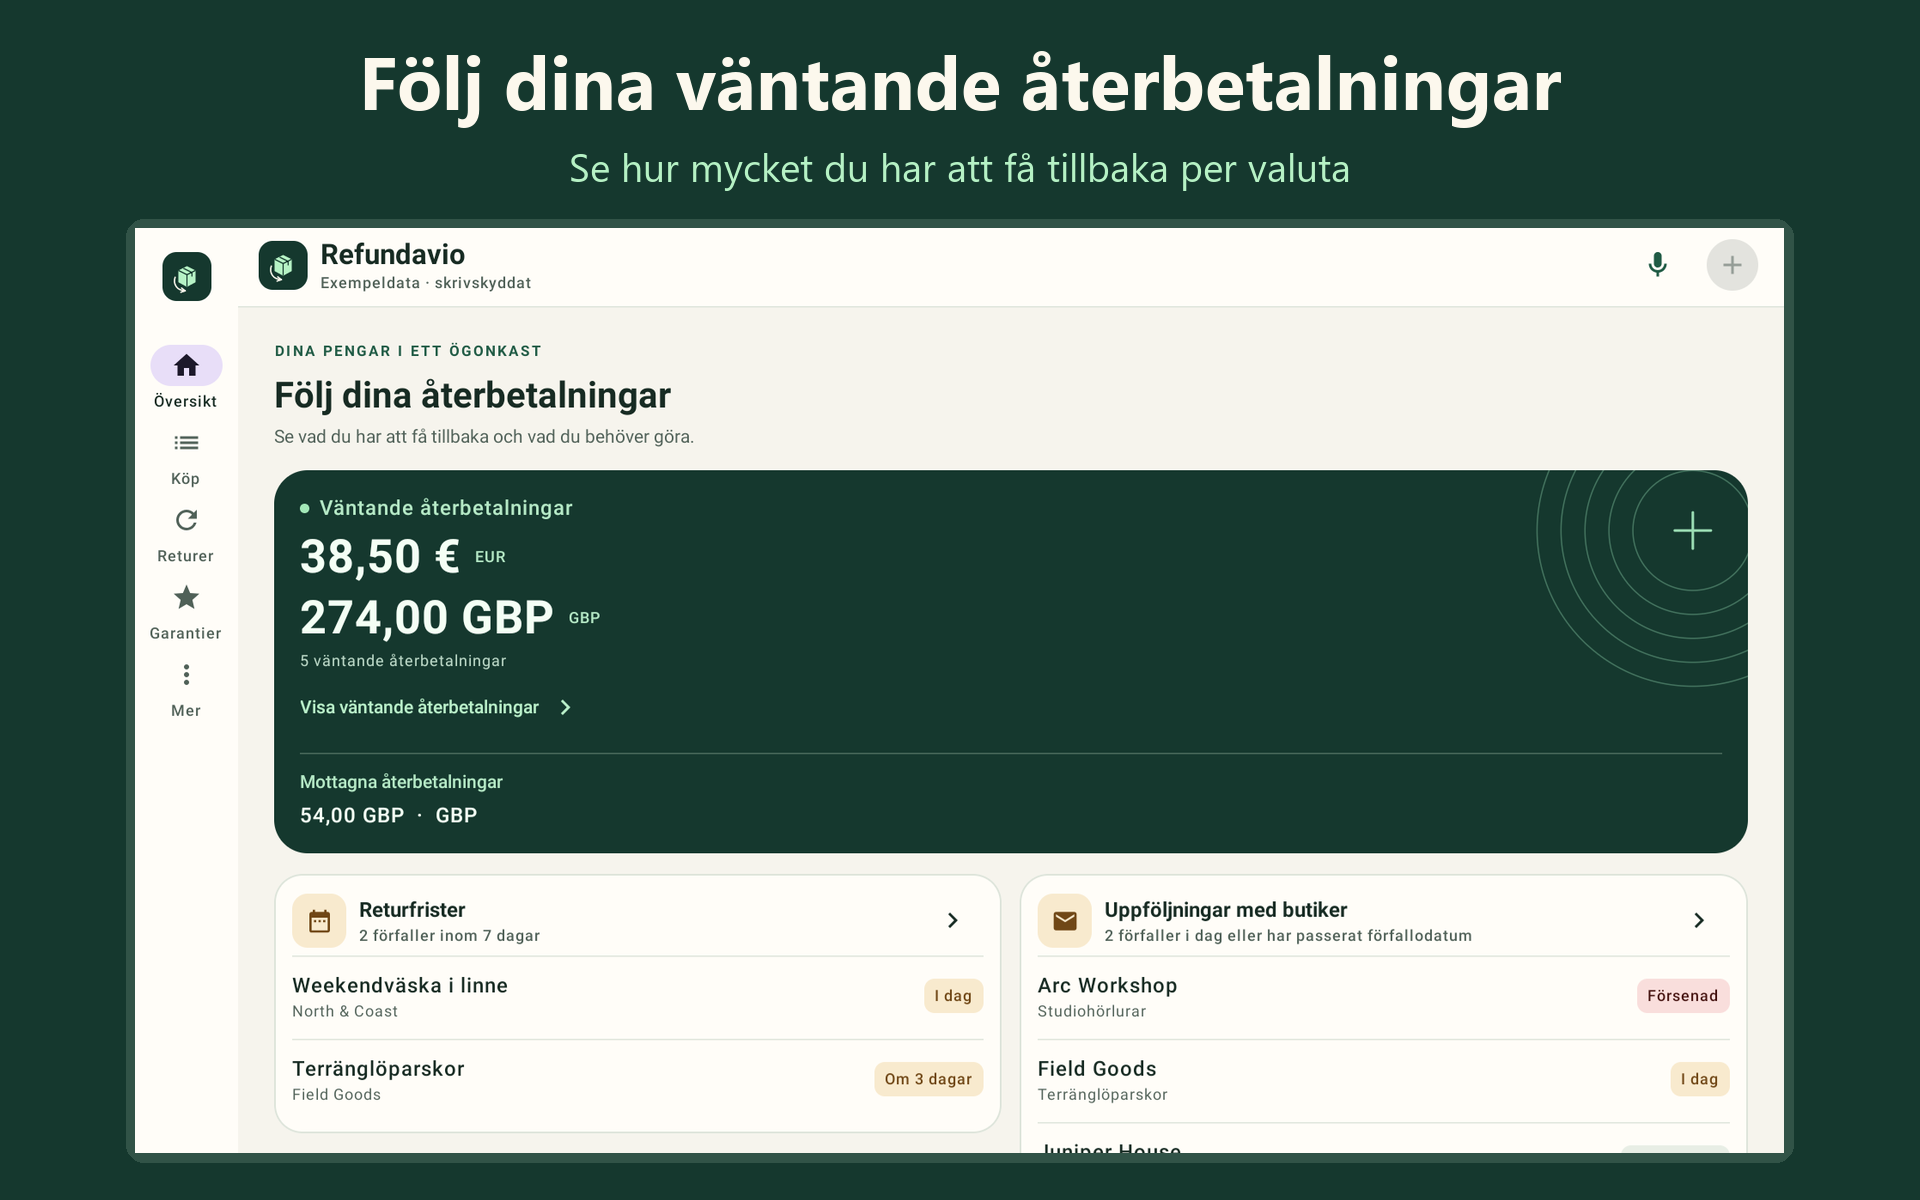 Följ dina väntande återbetalningar
Se hur mycket du har att få tillbaka per valuta
Refundavio
Exempeldata · skrivskyddat
Översikt
Köp
Returer
Garantier
Mer
DINA PENGAR I ETT ÖGONKAST
Följ dina återbetalningar
Se vad du har att få tillbaka och vad du behöver göra.
Väntande återbetalningar
38,50 € EUR
274,00 GBP GBP
5 väntande återbetalningar
Visa väntande återbetalningar
Mottagna återbetalningar
54,00 GBP · GBP
Returfrister
2 förfaller inom 7 dagar
Weekendväska i linne
North & Coast
I dag
Terränglöparskor
Field Goods
Om 3 dagar
Uppföljningar med butiker
2 förfaller i dag eller har passerat förfallodatum
Arc Workshop
Studiohörlurar
Försenad
Field Goods
Terränglöparskor
I dag
Juniper House